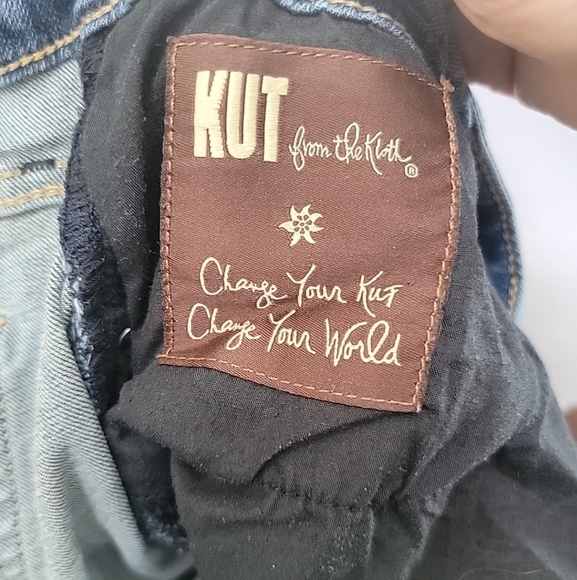 KUT from the Kloth®
Change Your Kut
Change Your World